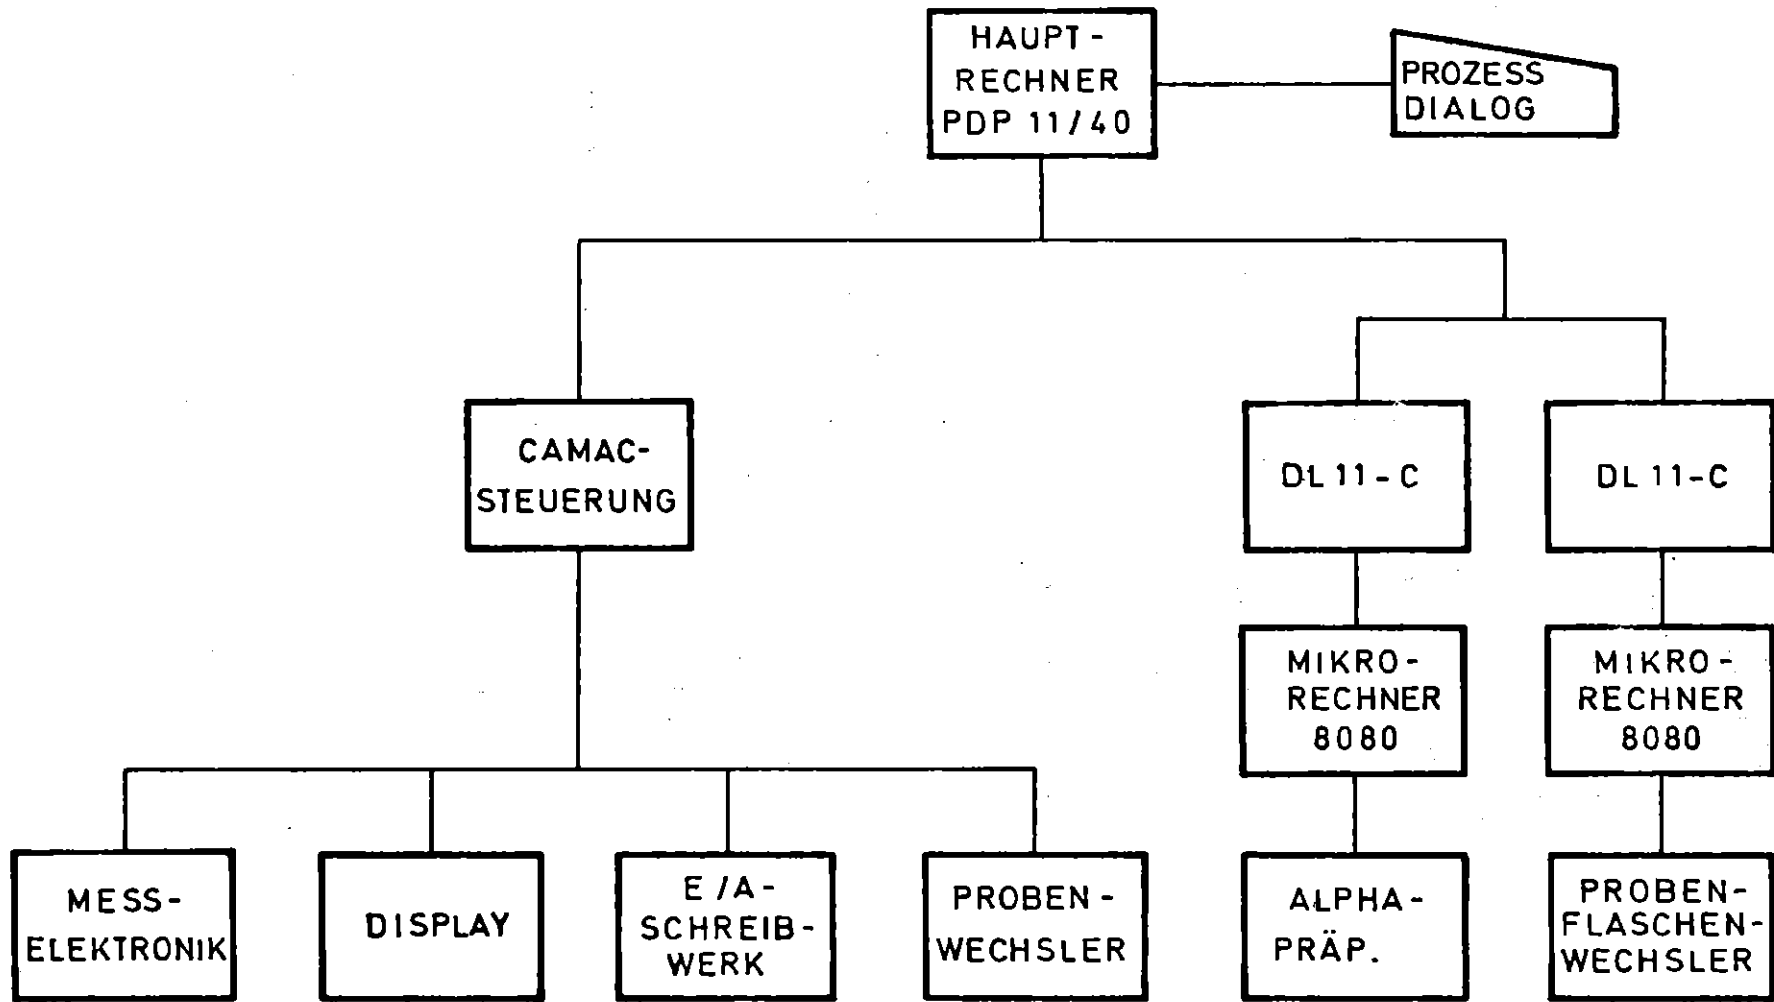 HAUPT-
RECHNER
PDP 11/40
PROZESS
DIALOG
CAMAC-
STEUERUNG
DL 11-C
DL 11-C
MIKRO-
RECHNER
8080
MIKRO-
RECHNER
8080
MESS-
ELEKTRONIK
DISPLAY
E/A-
SCHREIB-
WERK
PROBEN-
WECHSLER
ALPHA-
PRÄP.
PROBEN-
FLASCHEN-
WECHSLER